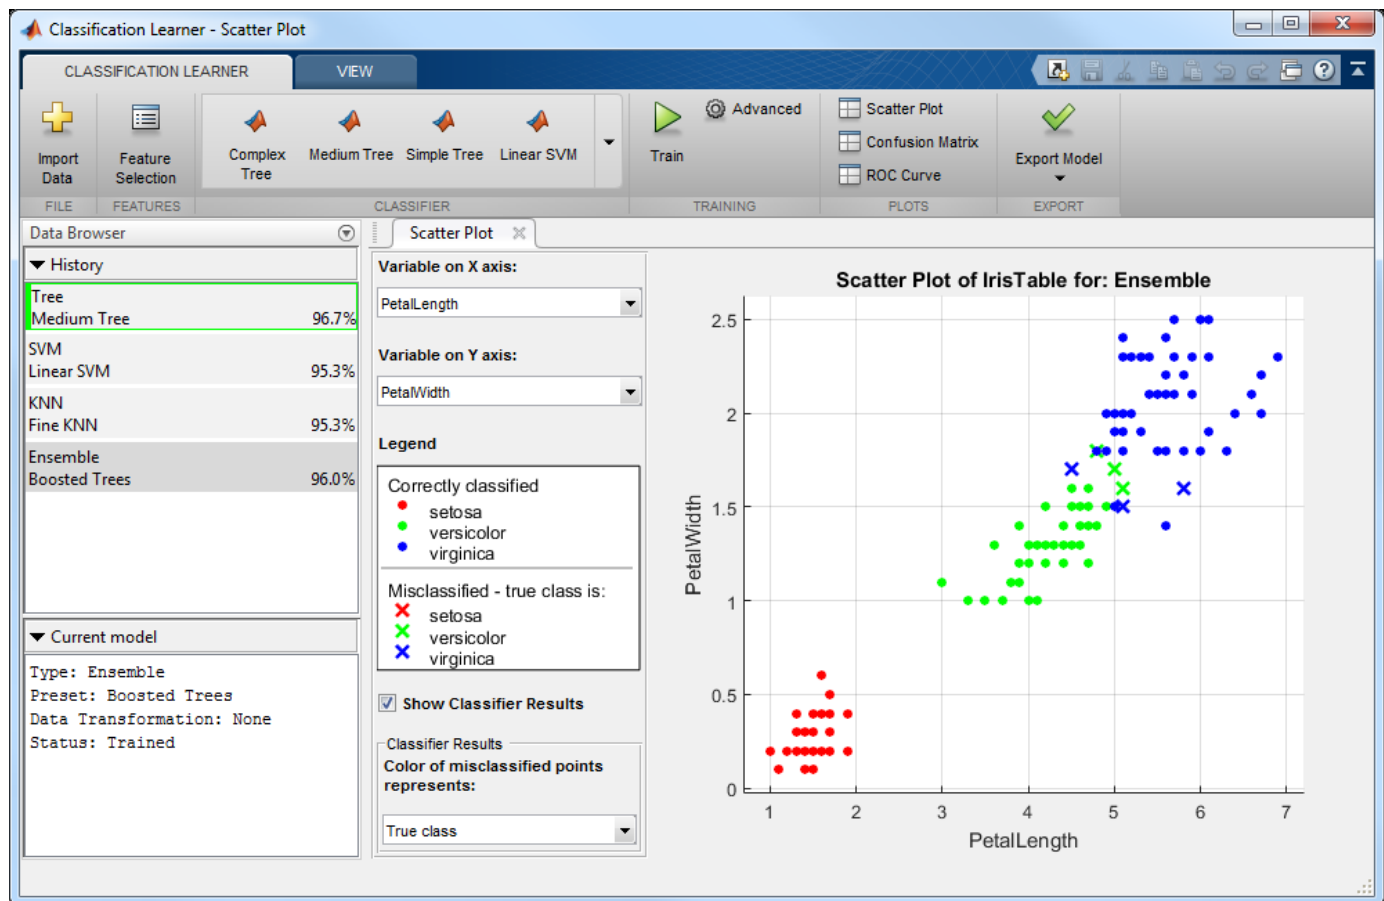 Classification Learner - Scatter Plot
CLASSIFICATION LEARNER
VIEW
Import
Data
Feature
Selection
Complex
Tree
Medium Tree
Simple Tree
Linear SVM
Train
Advanced
Scatter Plot
Confusion Matrix
ROC Curve
Export Model
FILE
FEATURES
CLASSIFIER
TRAINING
PLOTS
EXPORT
Data Browser
History
Tree
Medium Tree 96.7%
SVM
Linear SVM 95.3%
KNN
Fine KNN 95.3%
Ensemble
Boosted Trees 96.0%
Current model
Type: Ensemble
Preset: Boosted Trees
Data Transformation: None
Status: Trained
Scatter Plot
Variable on X axis:
PetalLength
Variable on Y axis:
PetalWidth
Legend
Correctly classified
setosa
versicolor
virginica
Misclassified - true class is:
setosa
versicolor
virginica
Show Classifier Results
Classifier Results
Color of misclassified points
represents:
True class
Scatter Plot of IrisTable for: Ensemble
2.5
2
1.5
1
0.5
0
PetalWidth
1 2 3 4 5 6 7
PetalLength